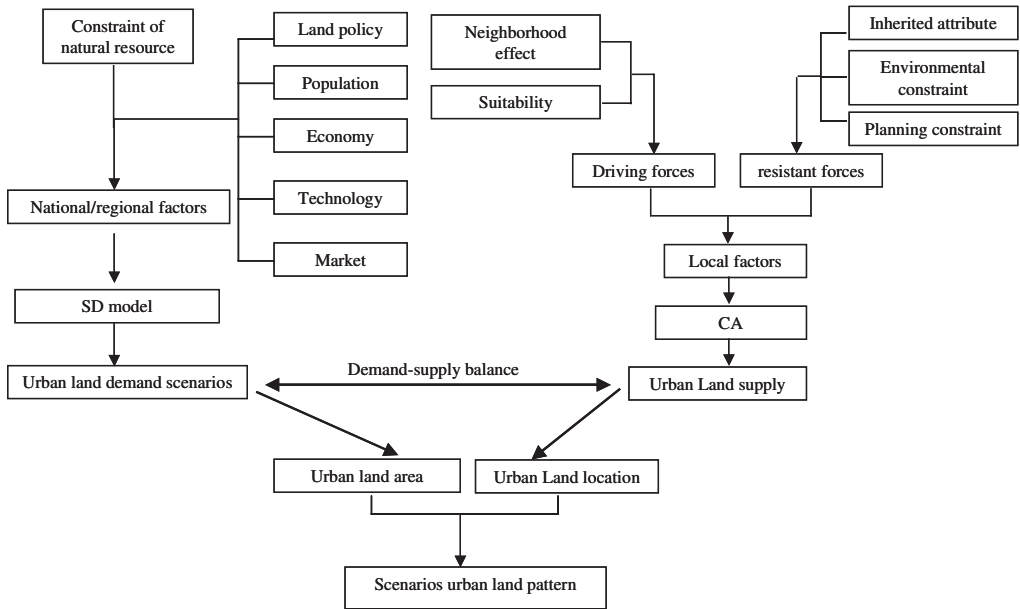 Constraint of
natural resource
Land policy
Population
Economy
Technology
Market
National/regional factors
SD model
Urban land demand scenarios
Neighborhood
effect
Suitability
Inherited attribute
Environmental
constraint
Planning constraint
Driving forces
resistant forces
Local factors
CA
Urban Land supply
Demand-supply balance
Urban land area
Urban Land location
Scenarios urban land pattern